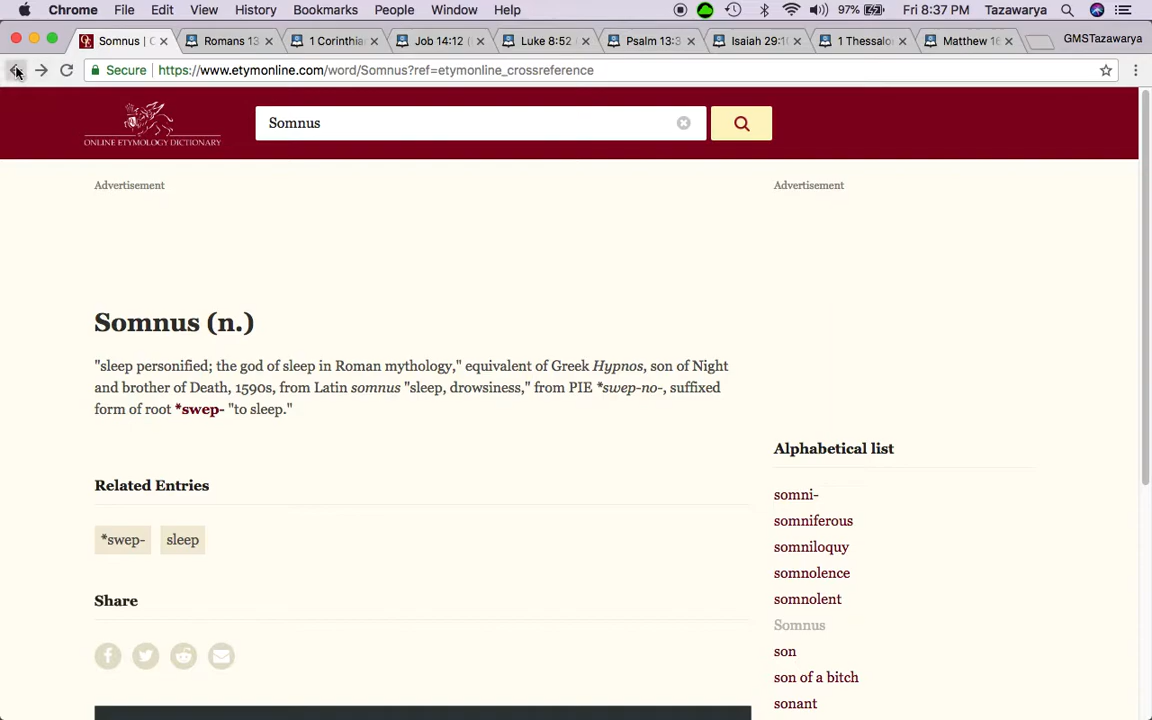 Chrome File Edit View History Bookmarks People Window Help 97% Fri 8:37 PM Tazawarya
Somnus | Romans 13 1 Corinthia Job 14:12 Luke 8:52 Psalm 13:3 Isaiah 29:1 1 Thessalo Matthew 16 GMSTazawarya
Secure https://www.etymonline.com/word/Somnus?ref=etymonline_crossreference
Somnus
ONLINE ETYMOLOGY DICTIONARY
Advertisement Advertisement
Somnus (n.)
"sleep personified; the god of sleep in Roman mythology," equivalent of Greek Hypnos, son of Night
and brother of Death, 1590s, from Latin somnus "sleep, drowsiness," from PIE *swep-no-, suffixed
form of root *swep- "to sleep."
Related Entries
*swep- sleep
Share
Alphabetical list
somni-
somniferous
somniloquy
somnolence
somnolent
Somnus
son
son of a bitch
sonant